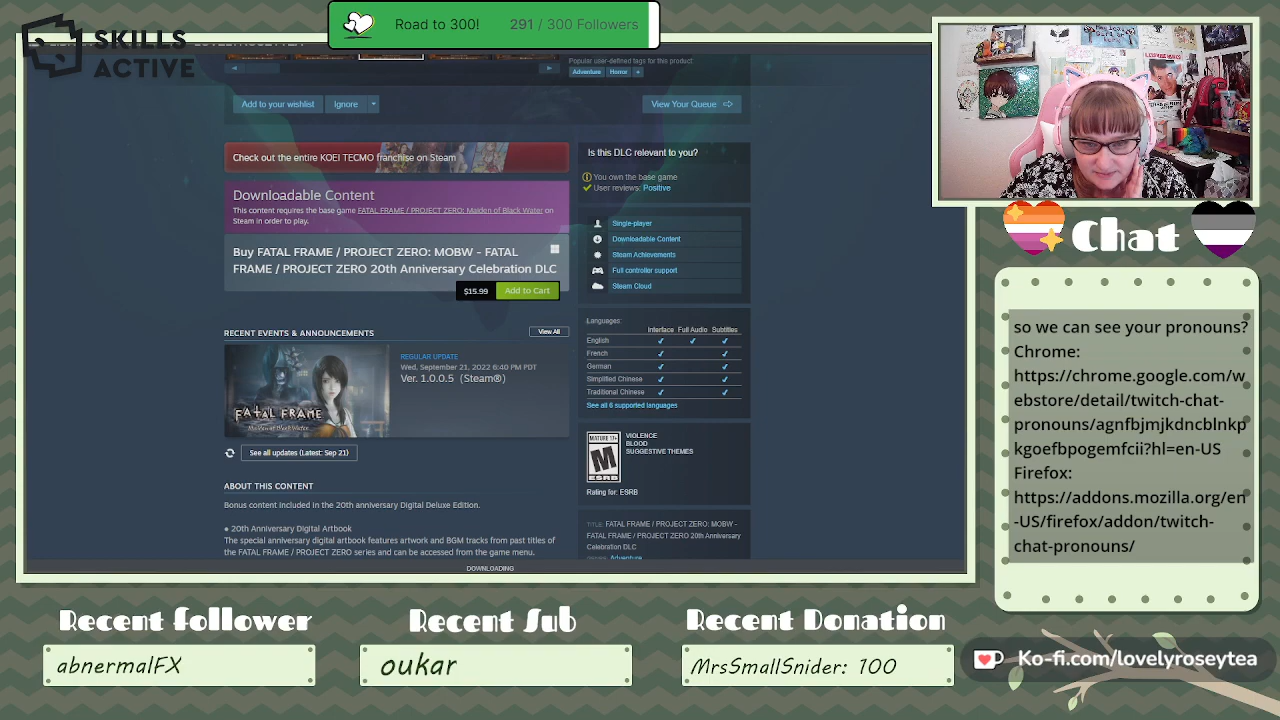 SKILLS
ACTIVE
Road to 300!
291 / 300 Followers
Popular user-defined tags for this product:
Adventure
Horror
+
Add to your wishlist
Ignore
View Your Queue
Check out the entire KOEI TECMO franchise on Steam
Is this DLC relevant to you?
You own the base game
User reviews: Positive
Downloadable Content
This content requires the base game FATAL FRAME / PROJECT ZERO: Maiden of Black Water on
Steam in order to play.
Buy FATAL FRAME / PROJECT ZERO: MOBW - FATAL
FRAME / PROJECT ZERO 20th Anniversary Celebration DLC
$15.99
Add to Cart
Single-player
Downloadable Content
Steam Achievements
Full controller support
Steam Cloud
Languages:
Interface Full Audio Subtitles
English
French
German
Simplified Chinese
Traditional Chinese
See all 6 supported languages
RECENT EVENTS & ANNOUNCEMENTS
View All
REGULAR UPDATE
Wed, September 21, 2022 6:40 PM PDT
Ver. 1.0.0.5 (Steam®)
FATAL FRAME
Maiden of Black Water
See all updates (Latest: Sep 21)
MATURE 17+
M
ESRB
VIOLENCE
BLOOD
SUGGESTIVE THEMES
Rating for: ESRB
ABOUT THIS CONTENT
Bonus content included in the 20th anniversary Digital Deluxe Edition.
● 20th Anniversary Digital Artbook
The special anniversary digital artbook features artwork and BGM tracks from past titles of
the FATAL FRAME / PROJECT ZERO series and can be accessed from the game menu.
TITLE: FATAL FRAME / PROJECT ZERO: MOBW -
FATAL FRAME / PROJECT ZERO 20th Anniversary
Celebration DLC
GENRE: Adventure
DOWNLOADING
Chat
so we can see your pronouns?
Chrome:
https://chrome.google.com/w
ebstore/detail/twitch-chat-
pronouns/agnfbjmjkdncblnkp
kgoefbpogemfcii?hl=en-US
Firefox:
https://addons.mozilla.org/en
-US/firefox/addon/twitch-
chat-pronouns/
Recent follower
abnormalFX
Recent Sub
oukar
Recent Donation
MrsSmallSnider: 100
Ko-fi.com/lovelyroseytea